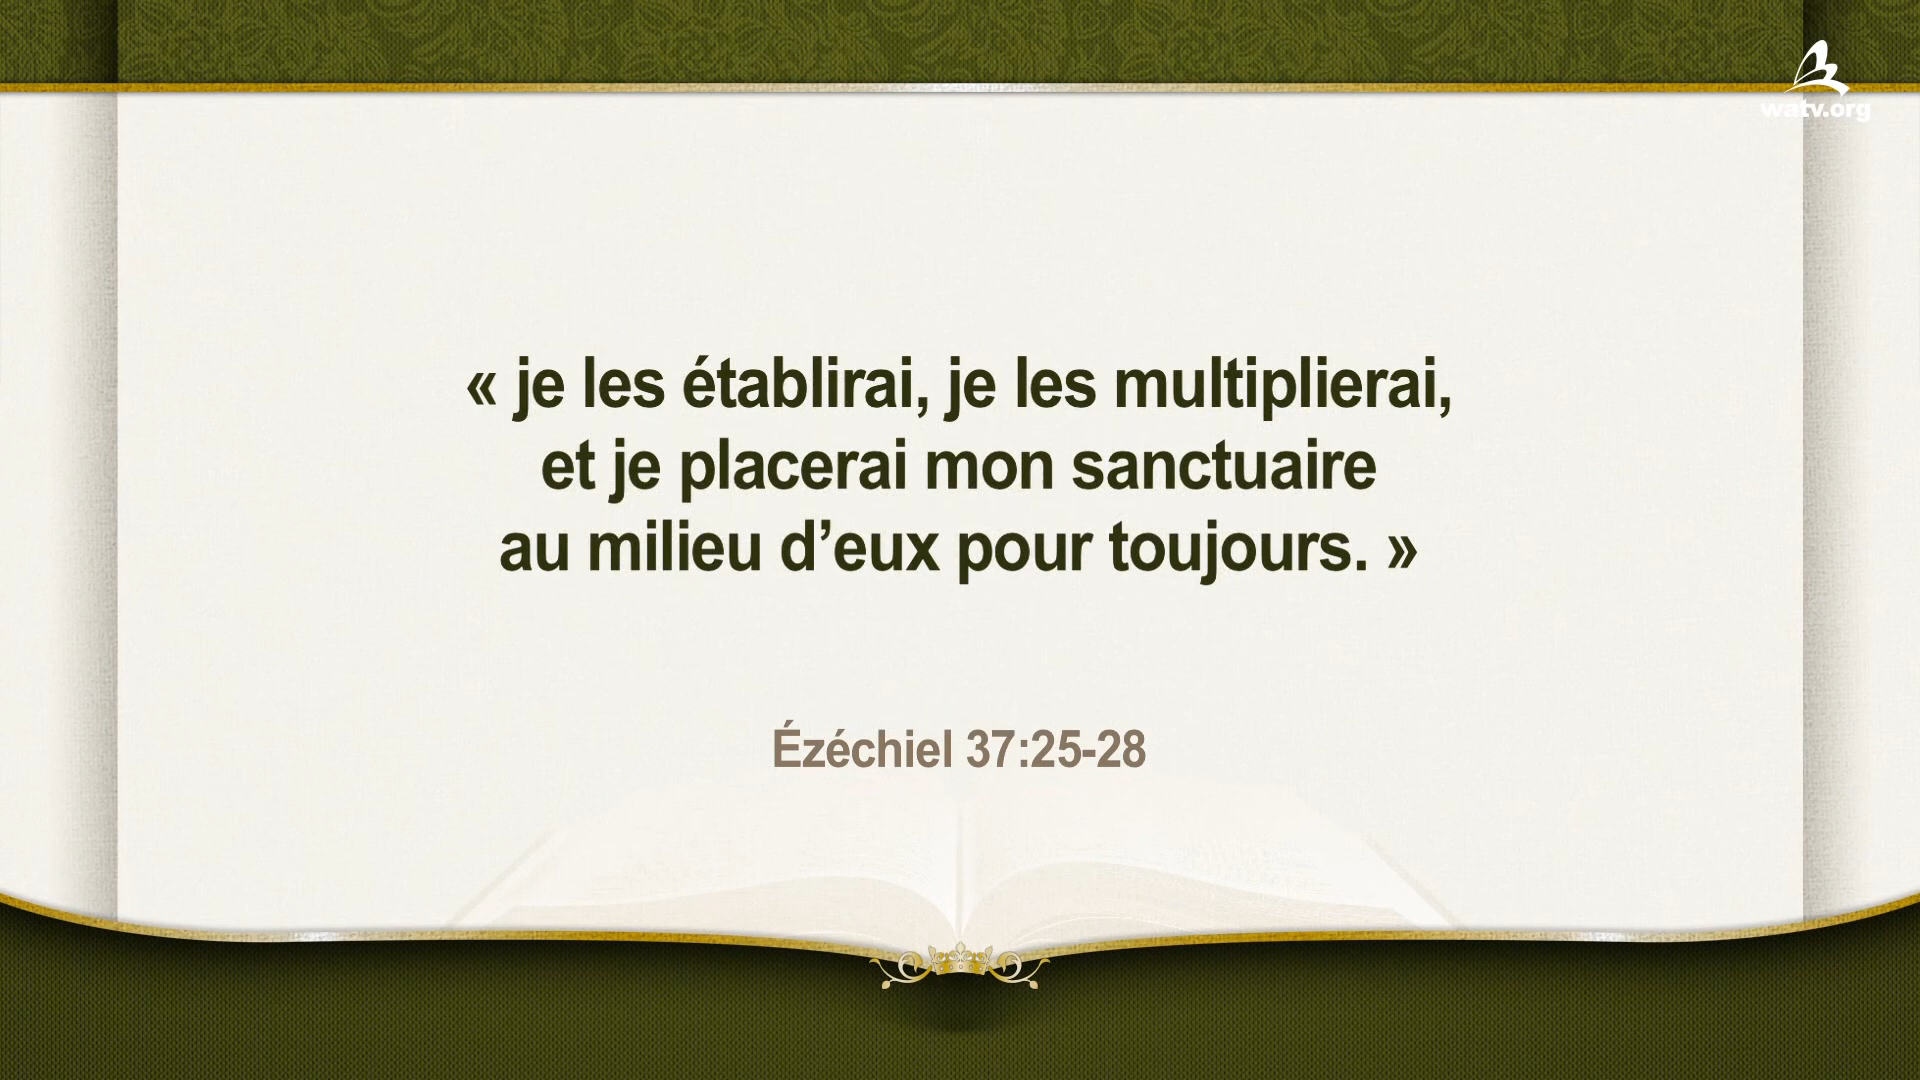 watv.org
« je les établirai, je les multiplierai,
et je placerai mon sanctuaire
au milieu d’eux pour toujours. »
Ézéchiel 37:25-28